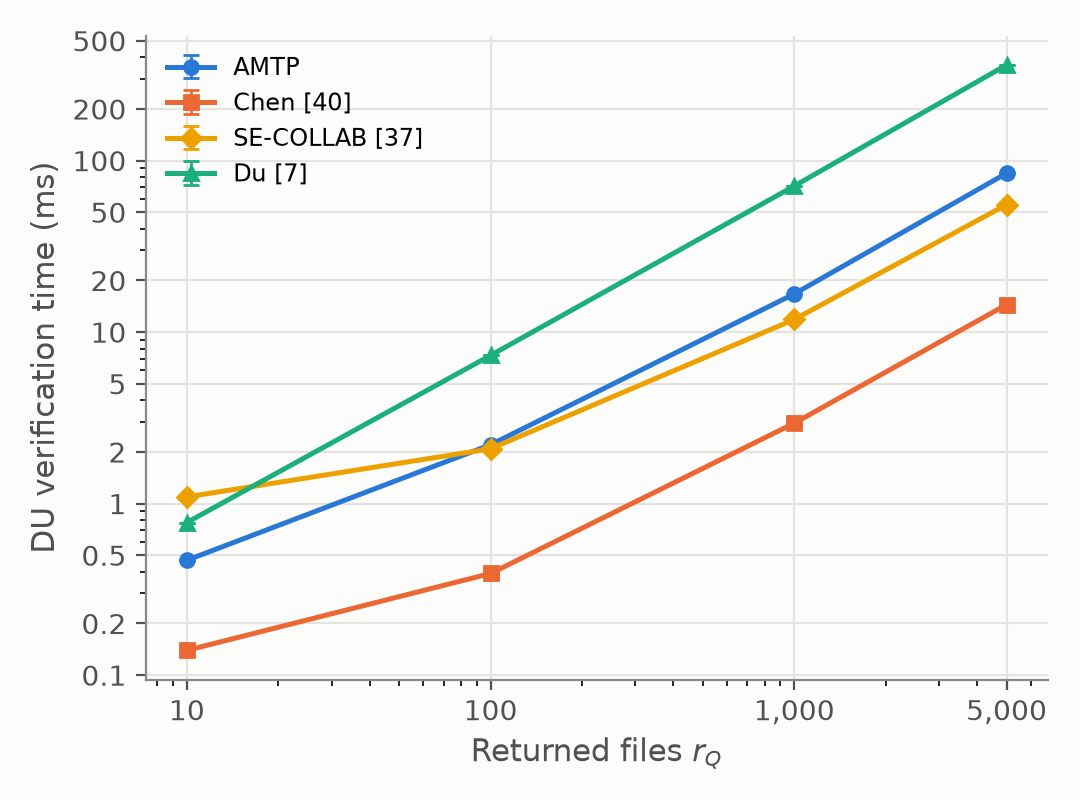 500
200
100
50
20
10
5
2
1
0.5
0.2
0.1
DU verification time (ms)
AMTP
Chen [40]
SE-COLLAB [37]
Du [7]
10
100
1,000
5,000
Returned files r_Q